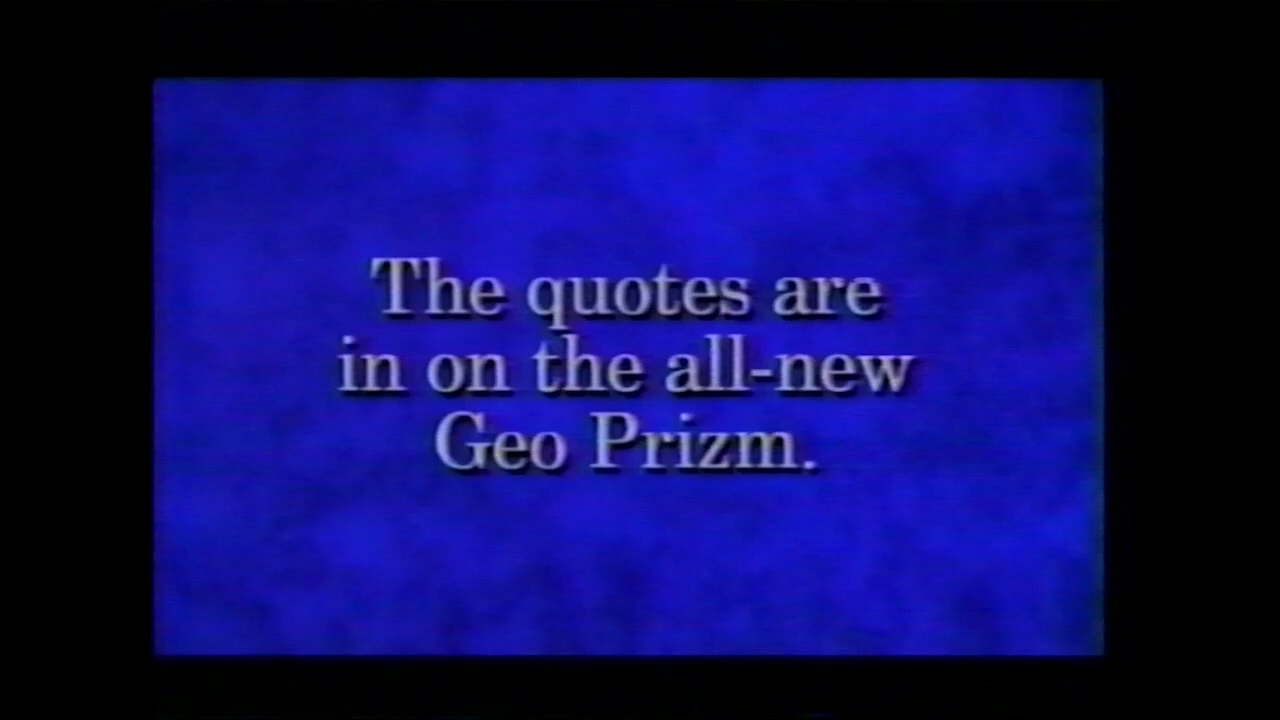 The quotes are
in on the all-new
Geo Prizm.